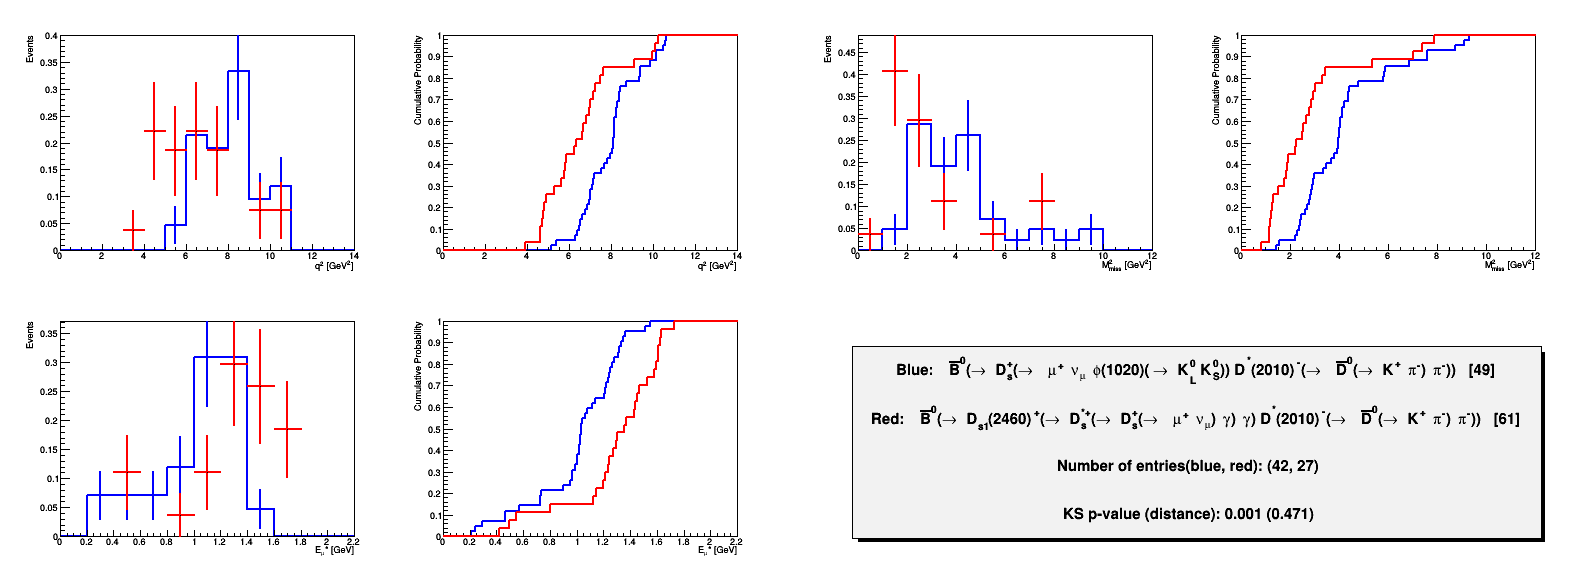 Events
0.4
0.35
0.3
0.25
0.2
0.15
0.1
0.05
0
0 2 4 6 8 10 12 14
q² [GeV²]
Cumulative Probability
1
0.9
0.8
0.7
0.6
0.5
0.4
0.3
0.2
0.1
0
0 2 4 6 8 10 12 14
q² [GeV²]
Events
0.45
0.4
0.35
0.3
0.25
0.2
0.15
0.1
0.05
0
0 2 4 6 8 10 12
M²miss [GeV²]
Cumulative Probability
1
0.9
0.8
0.7
0.6
0.5
0.4
0.3
0.2
0.1
0
0 2 4 6 8 10 12
M²miss [GeV²]
Events
0.35
0.3
0.25
0.2
0.15
0.1
0.05
0
0 0.2 0.4 0.6 0.8 1 1.2 1.4 1.6 1.8 2 2.2
Eμ* [GeV]
Cumulative Probability
1
0.9
0.8
0.7
0.6
0.5
0.4
0.3
0.2
0.1
0
0 0.2 0.4 0.6 0.8 1 1.2 1.4 1.6 1.8 2 2.2
Eμ* [GeV]
Blue: B̅⁰(→ Dₛ⁺(→ μ⁺ νμ ϕ(1020)(→ K⁰L K⁰S)) D*(2010)⁻(→ D̅⁰(→ K⁺ π⁻) π⁻)) [49]
Red: B̅⁰(→ Ds1(2460)⁺(→ Dₛ*⁺(→ Dₛ⁺(→ μ⁺ νμ) γ) γ) D*(2010)⁻(→ D̅⁰(→ K⁺ π⁻) π⁻)) [61]
Number of entries(blue, red): (42, 27)
KS p-value (distance): 0.001 (0.471)